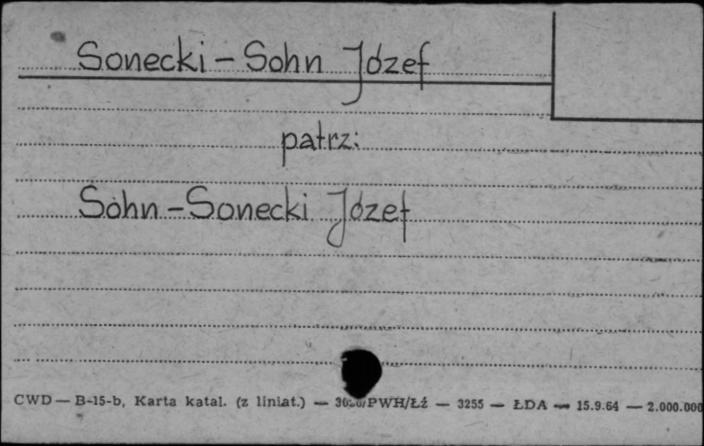 Sonecki - Sohn Józef
patrz:
Sohn - Sonecki Józef
CWD — B-15-b, Karta katal. (z liniat.) — /PWH/Łź — 3255 — ŁDA — 15.9.64 — 2.000.000